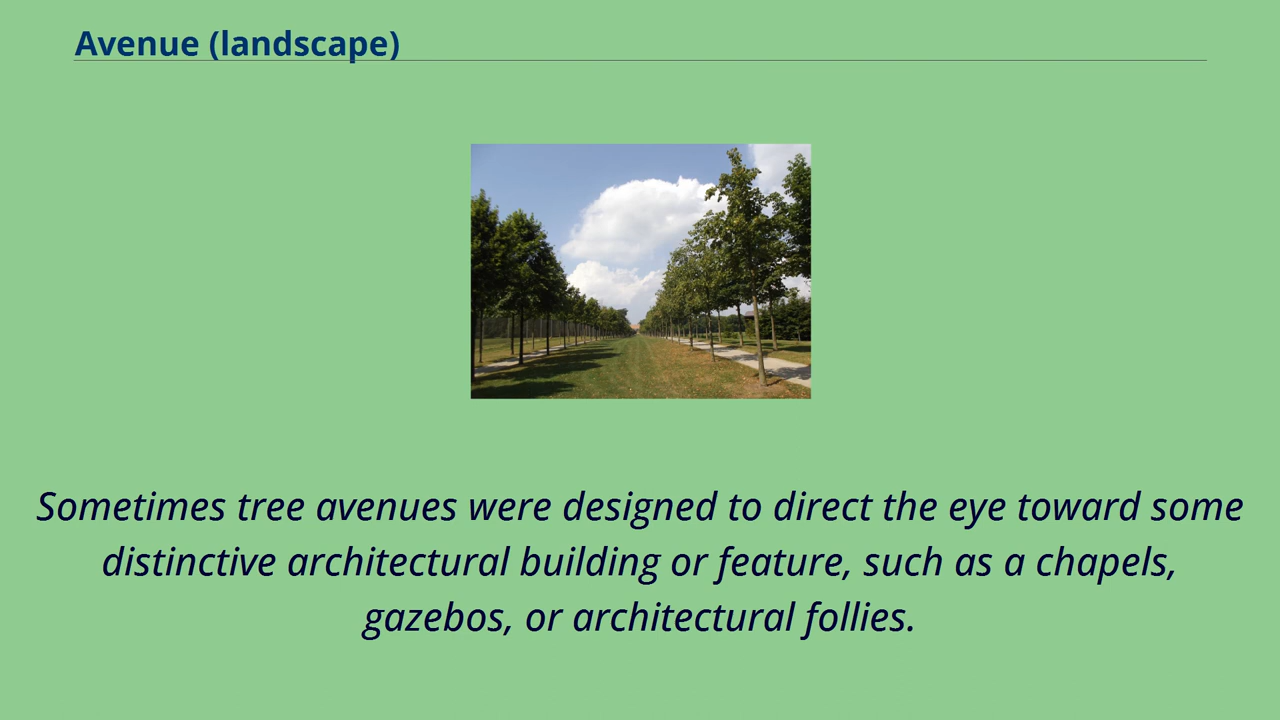 Avenue (landscape)
Sometimes tree avenues were designed to direct the eye toward some
distinctive architectural building or feature, such as a chapels,
gazebos, or architectural follies.